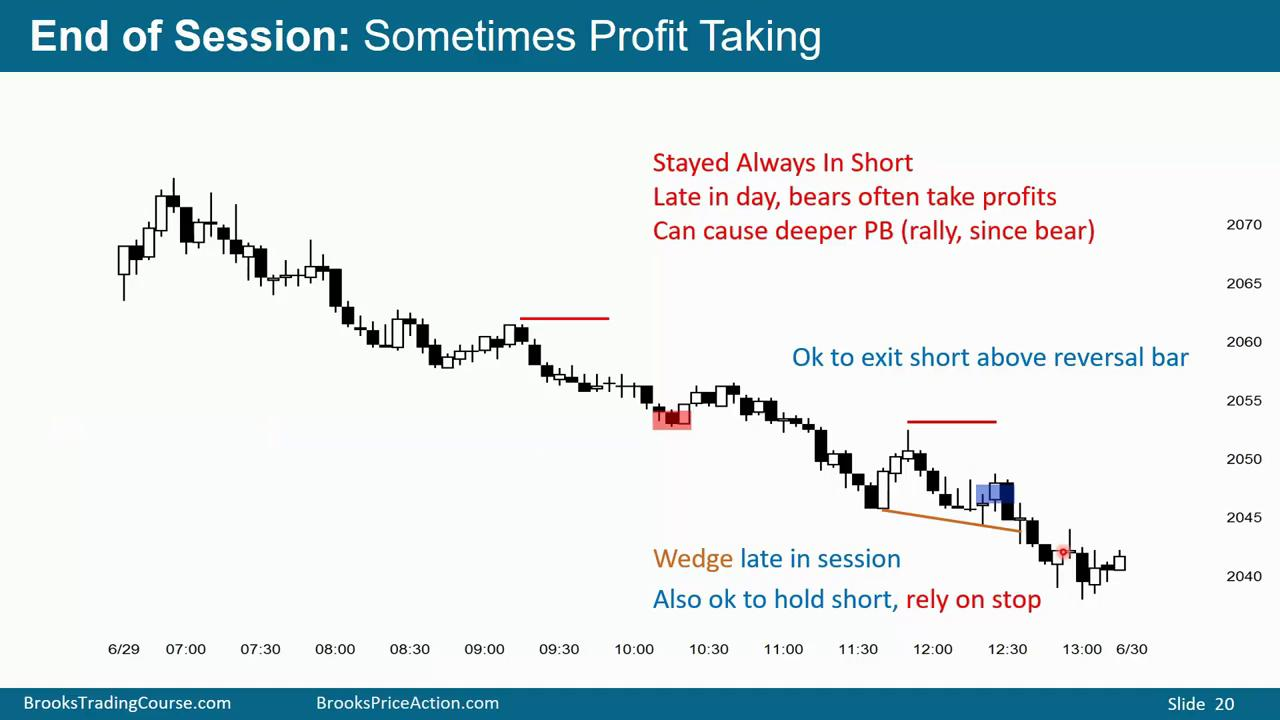 End of Session: Sometimes Profit Taking
Stayed Always In Short
Late in day, bears often take profits
Can cause deeper PB (rally, since bear)
Ok to exit short above reversal bar
Wedge late in session
Also ok to hold short, rely on stop
2070
2065
2060
2055
2050
2045
2040
6/29 07:00 07:30 08:00 08:30 09:00 09:30 10:00 10:30 11:00 11:30 12:00 12:30 13:00 6/30
BrooksTradingCourse.com BrooksPriceAction.com Slide 20